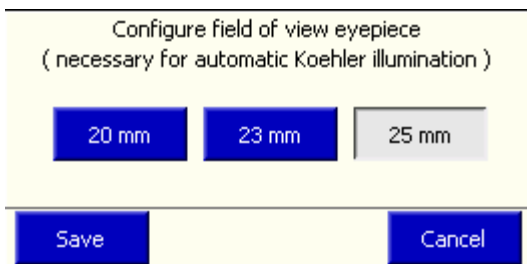 Configure field of view eyepiece
( necessary for automatic Koehler illumination )
20 mm 23 mm 25 mm
Save Cancel